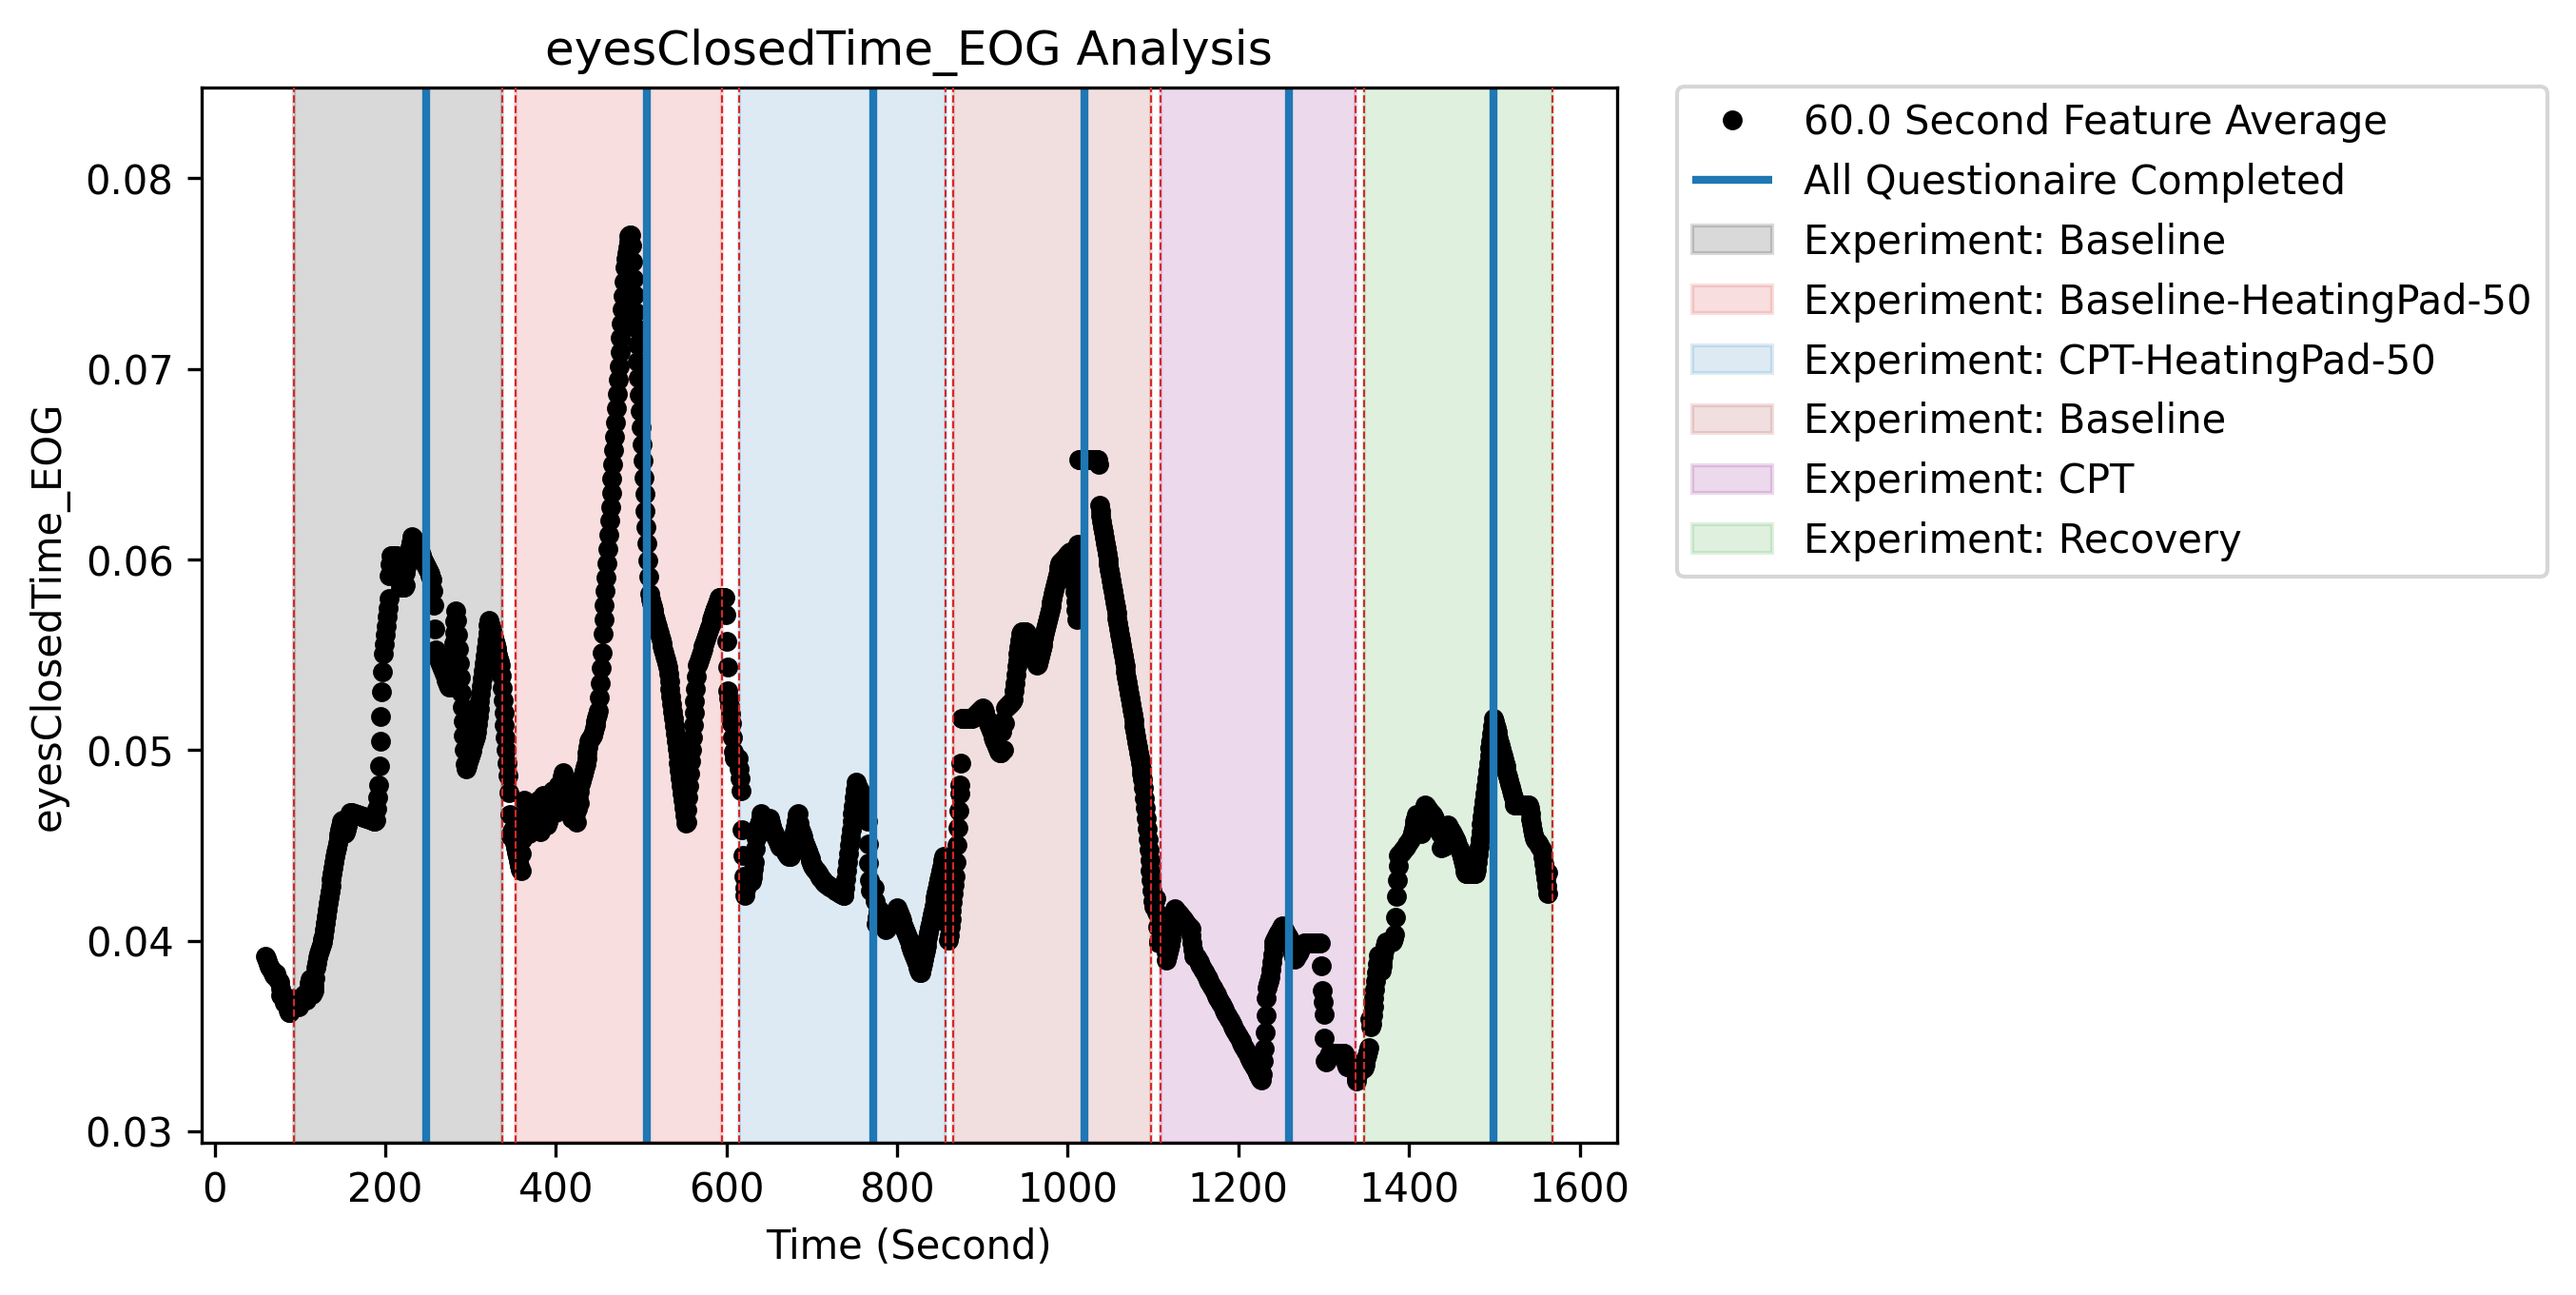 eyesClosedTime_EOG Analysis
eyesClosedTime_EOG
0.08
0.07
0.06
0.05
0.04
0.03
0 200 400 600 800 1000 1200 1400 1600
Time (Second)
60.0 Second Feature Average
All Questionaire Completed
Experiment: Baseline
Experiment: Baseline-HeatingPad-50
Experiment: CPT-HeatingPad-50
Experiment: Baseline
Experiment: CPT
Experiment: Recovery